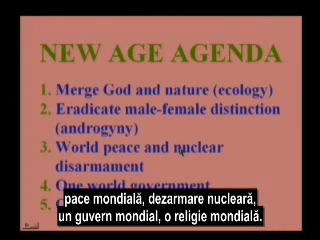 NEW AGE AGENDA
1. Merge God and nature (ecology)
2. Eradicate male-female distinction
(androgyny)
3. World peace and nuclear
disarmament
4. One world government
5.
pace mondială, dezarmare nucleară,
un guvern mondial, o religie mondială.